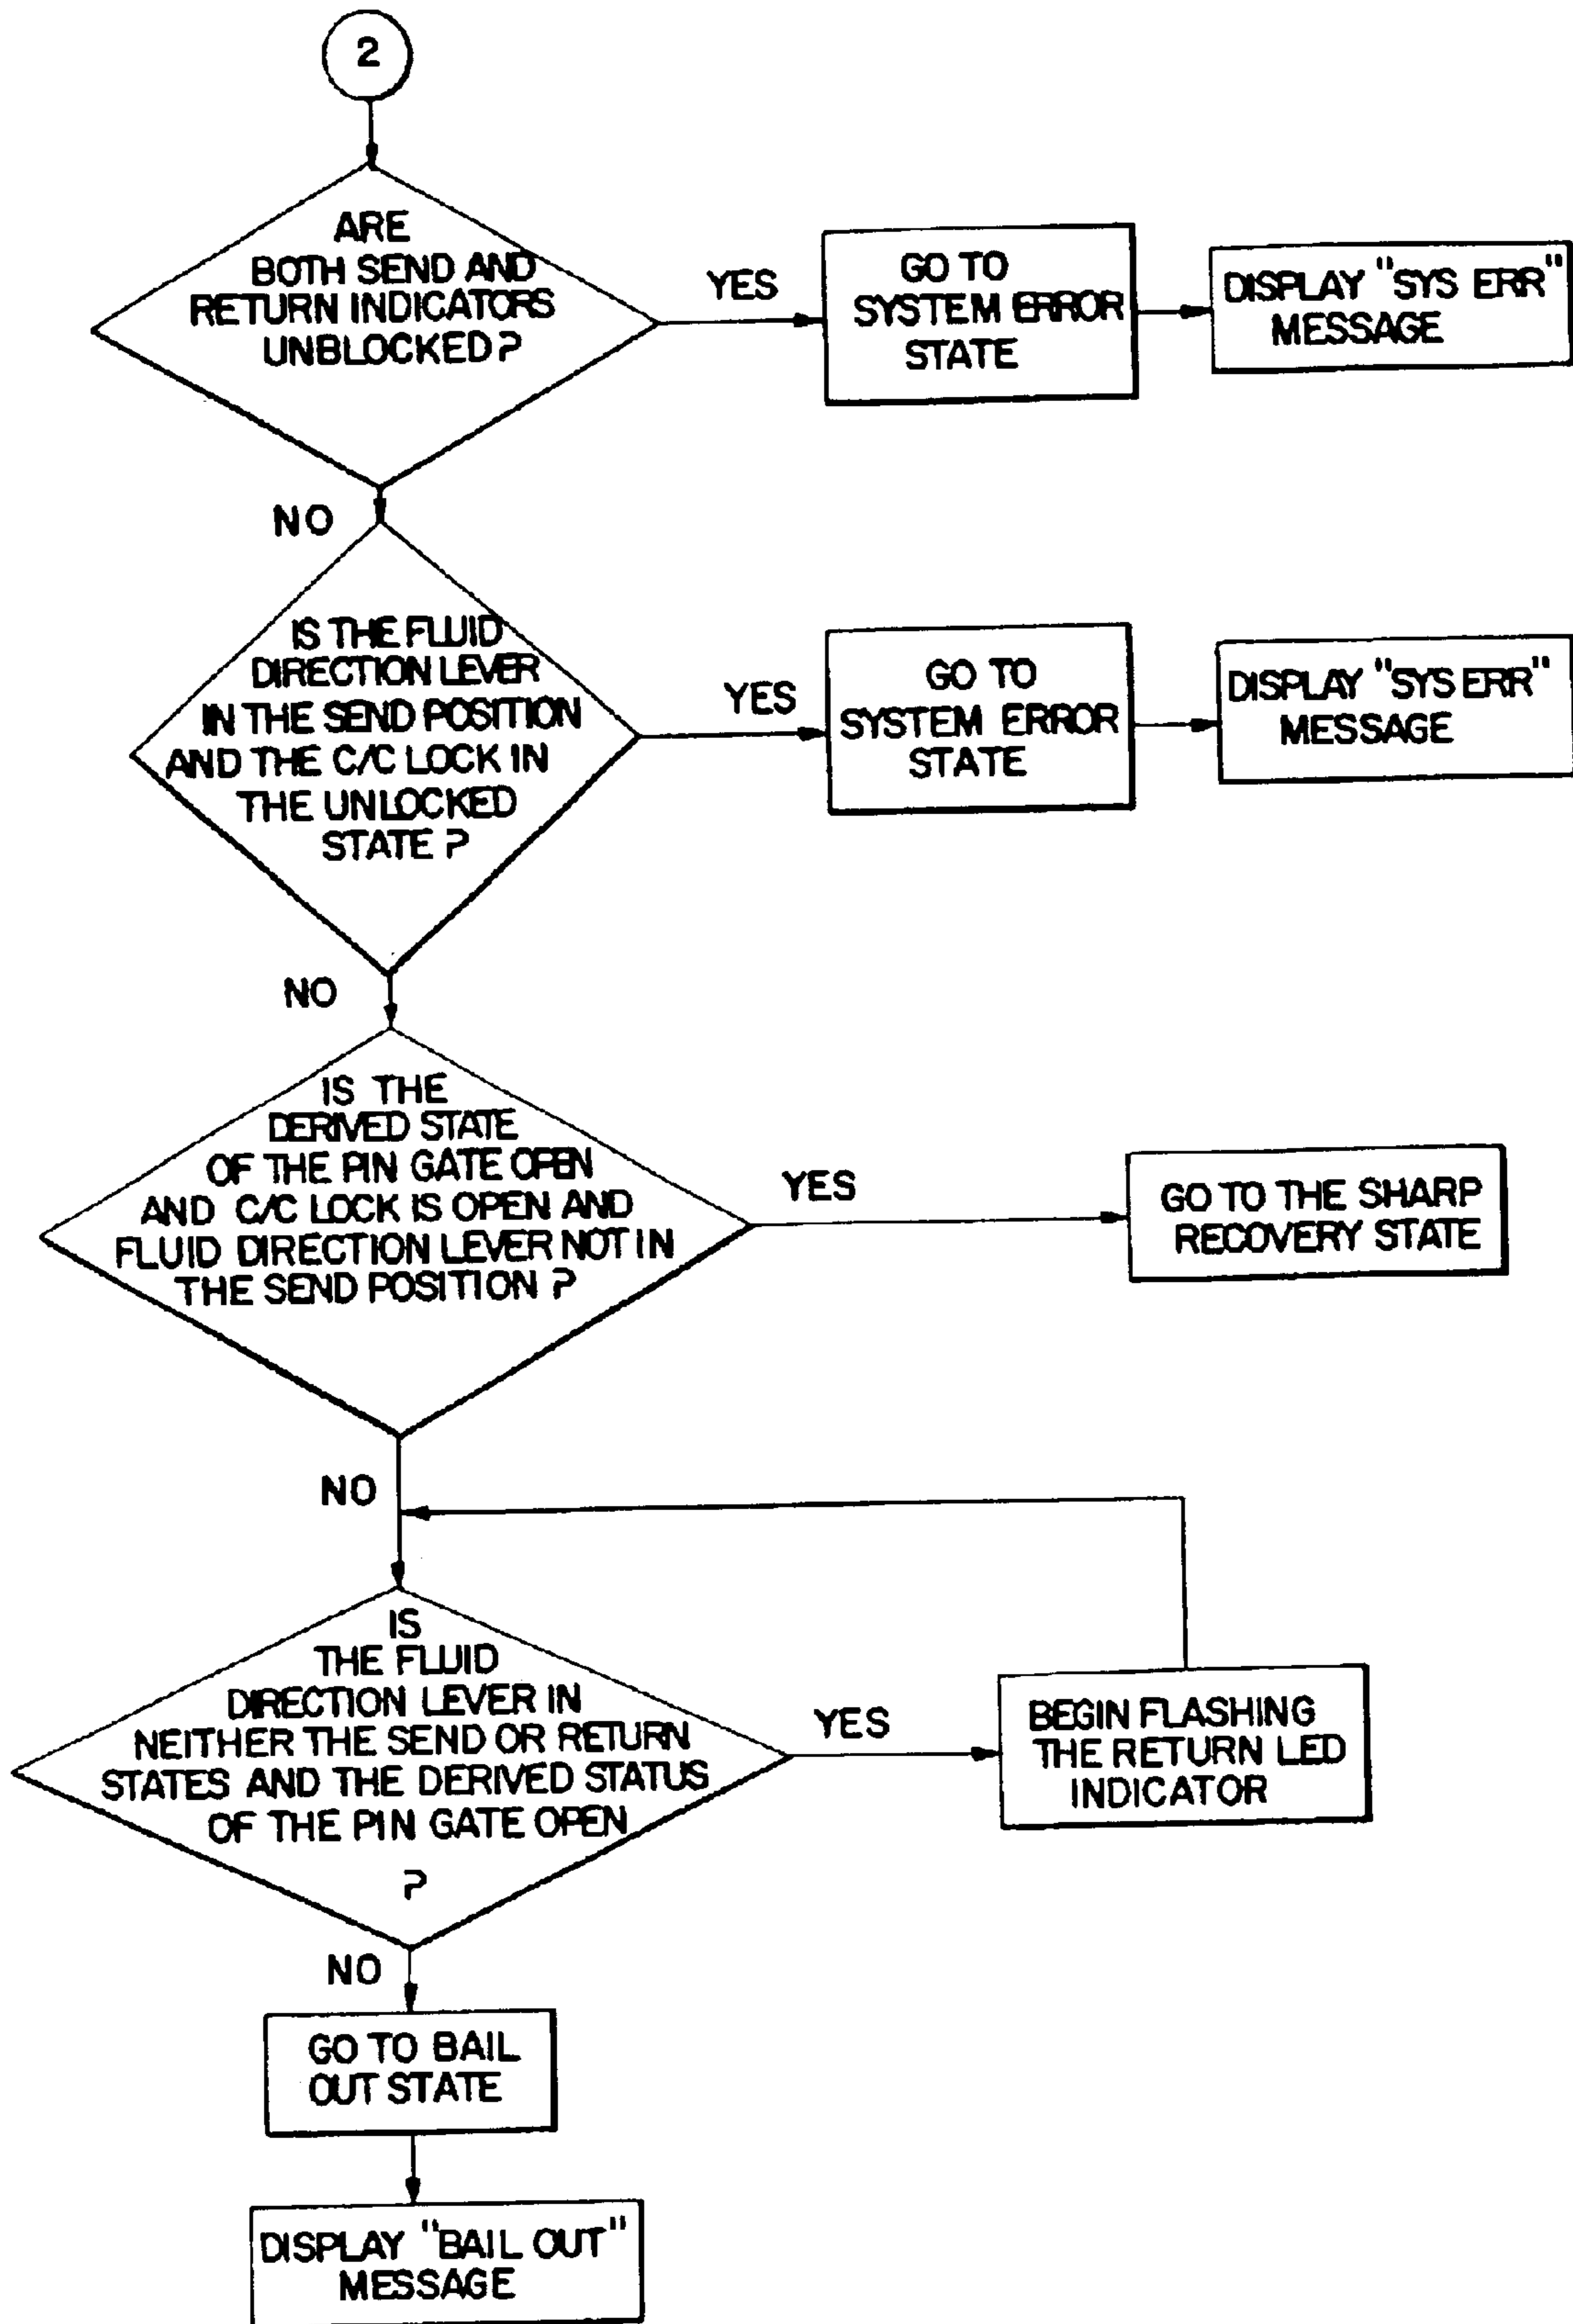 2
ARE
BOTH SEND AND
RETURN INDICATORS
UNBLOCKED?
YES
GO TO
SYSTEM ERROR
STATE
DISPLAY "SYS ERR"
MESSAGE
NO
IS THE FLUID
DIRECTION LEVER
IN THE SEND POSITION
AND THE C/C LOCK IN
THE UNLOCKED
STATE?
YES
GO TO
SYSTEM ERROR
STATE
DISPLAY "SYS ERR"
MESSAGE
NO
IS THE
DERIVED STATE
OF THE PIN GATE OPEN
AND C/C LOCK IS OPEN AND
FLUID DIRECTION LEVER NOT IN
THE SEND POSITION?
YES
GO TO THE SHARP
RECOVERY STATE
NO
IS
THE FLUID
DIRECTION LEVER IN
NEITHER THE SEND OR RETURN
STATES AND THE DERIVED STATUS
OF THE PIN GATE OPEN
?
YES
BEGIN FLASHING
THE RETURN LED
INDICATOR
NO
GO TO BAIL
OUT STATE
DISPLAY "BAIL OUT"
MESSAGE